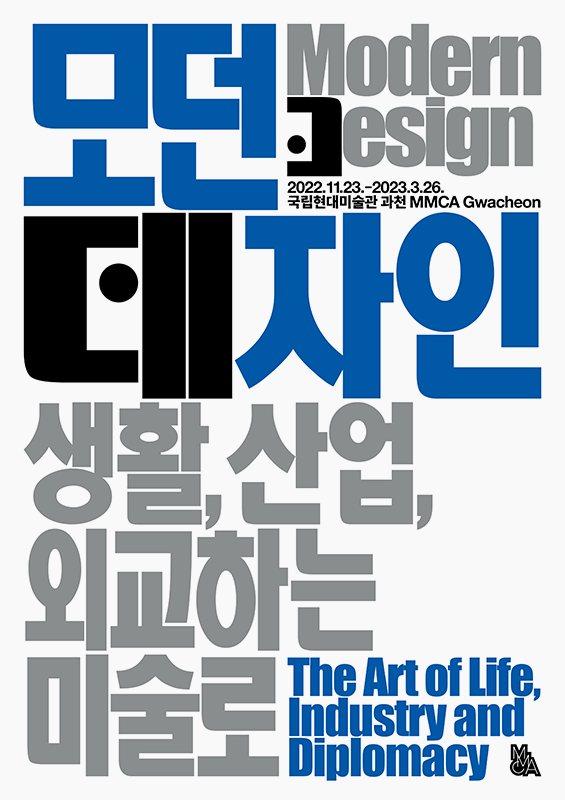 모던
Modern
Design
2022.11.23.–2023.3.26.
국립현대미술관 과천 MMCA Gwacheon
데자인
생활, 산업,
외교하는
미술로
The Art of Life,
Industry and
Diplomacy
MMCA